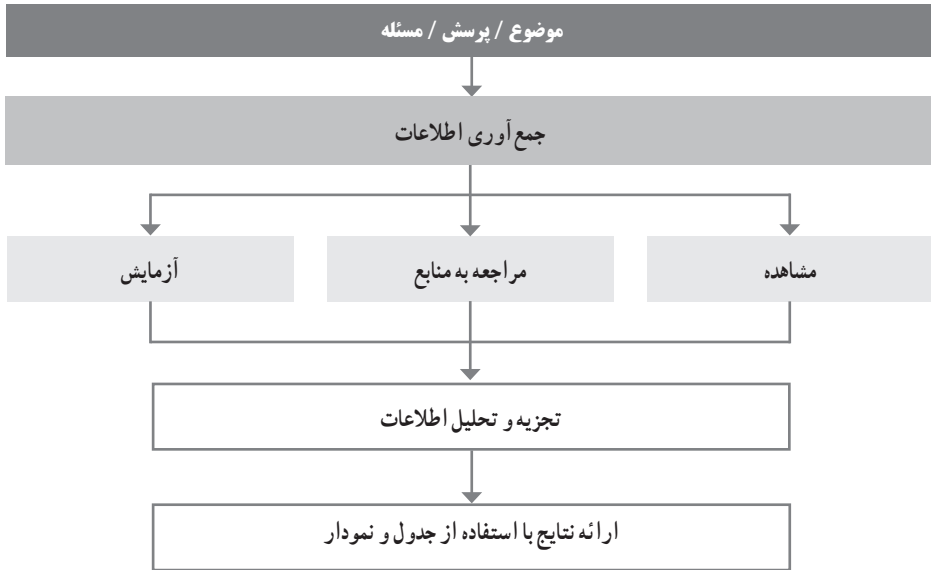 موضوع / پرسش / مسئله
جمع آوری اطلاعات
مشاهده
مراجعه به منابع
آزمایش
تجزیه و تحلیل اطلاعات
ارائه نتایج با استفاده از جدول و نمودار